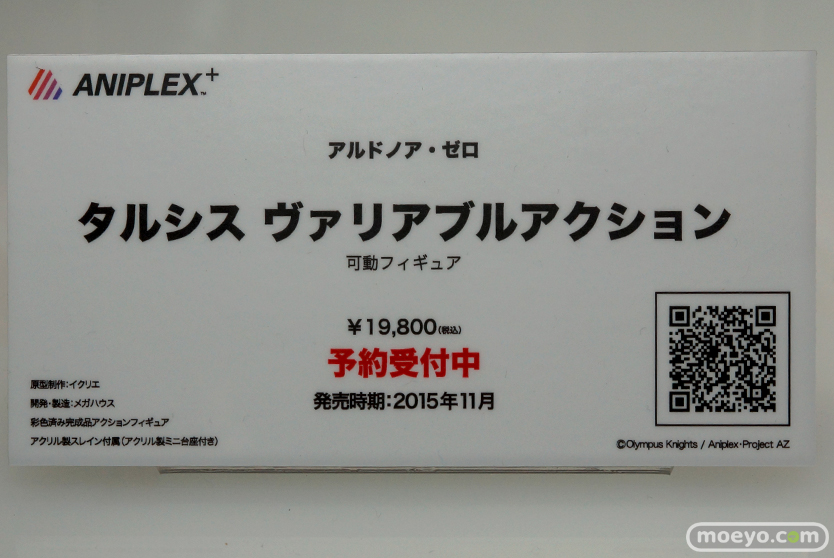 ANIPLEX+™
アルドノア・ゼロ
タルシス ヴァリアブルアクション
可動フィギュア
￥19,800(税込)
予約受付中
発売時期：2015年11月
原型制作：イクリエ
開発・製造：メガハウス
彩色済み完成品アクションフィギュア
アクリル製スレイン付属（アクリル製ミニ台座付き）
©Olympus Knights / Aniplex・Project AZ
moeyo.com